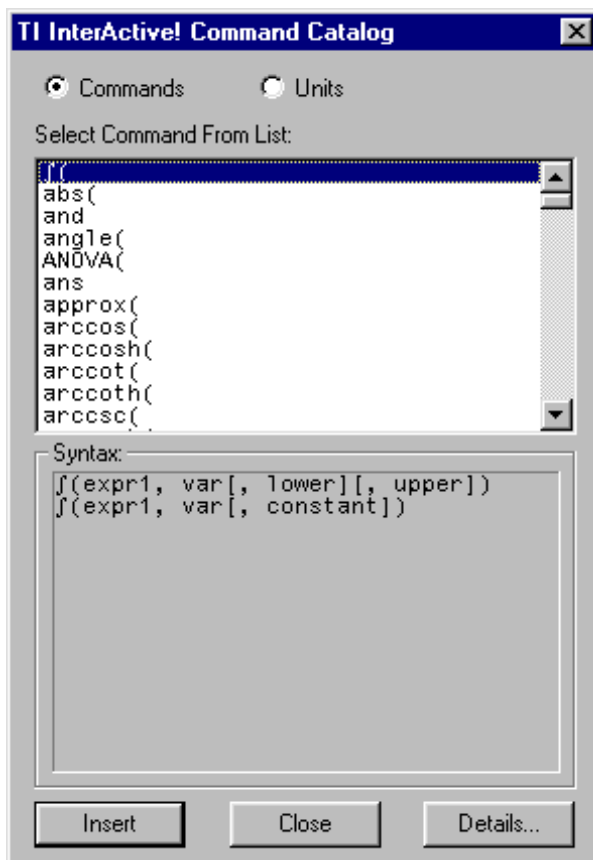 TI InterActive! Command Catalog
Commands Units
Select Command From List:
∫(
abs(
and
angle(
ANOVA(
ans
approx(
arccos(
arccosh(
arccot(
arccoth(
arccsc(
Syntax:
∫(expr1, var[, lower][, upper])
∫(expr1, var[, constant])
Insert Close Details...